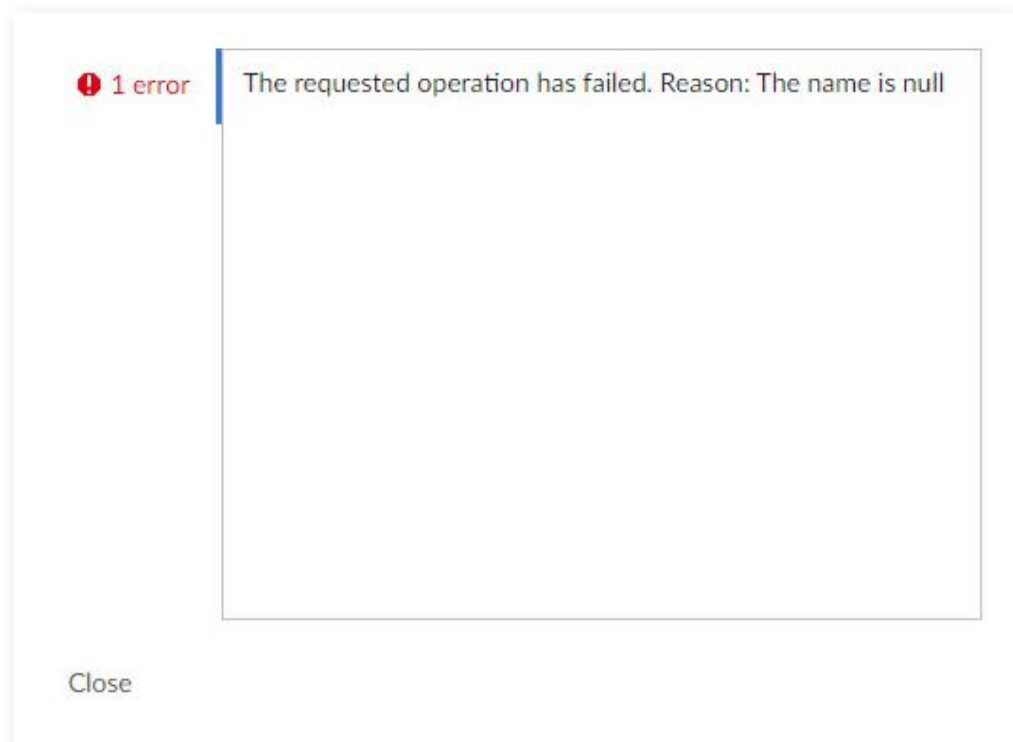 1 error
The requested operation has failed. Reason: The name is null
Close